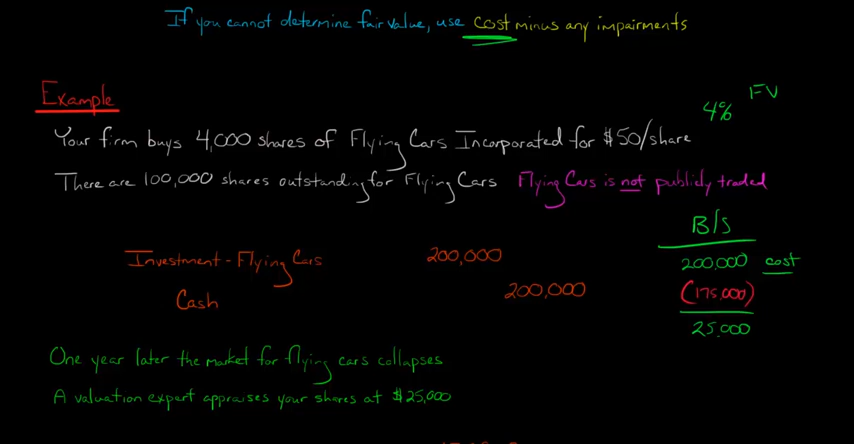 If you cannot determine fair value, use cost minus any impairments
Example
4% FV
Your firm buys 4,000 shares of Flying Cars Incorporated for $50/share
There are 100,000 shares outstanding for Flying Cars Flying Cars is not publicly traded
B/S
Investment - Flying Cars 200,000
200,000 cost
Cash 200,000
(175,000)
25,000
One year later the market for flying cars collapses
A valuation expert appraises your shares at $25,000